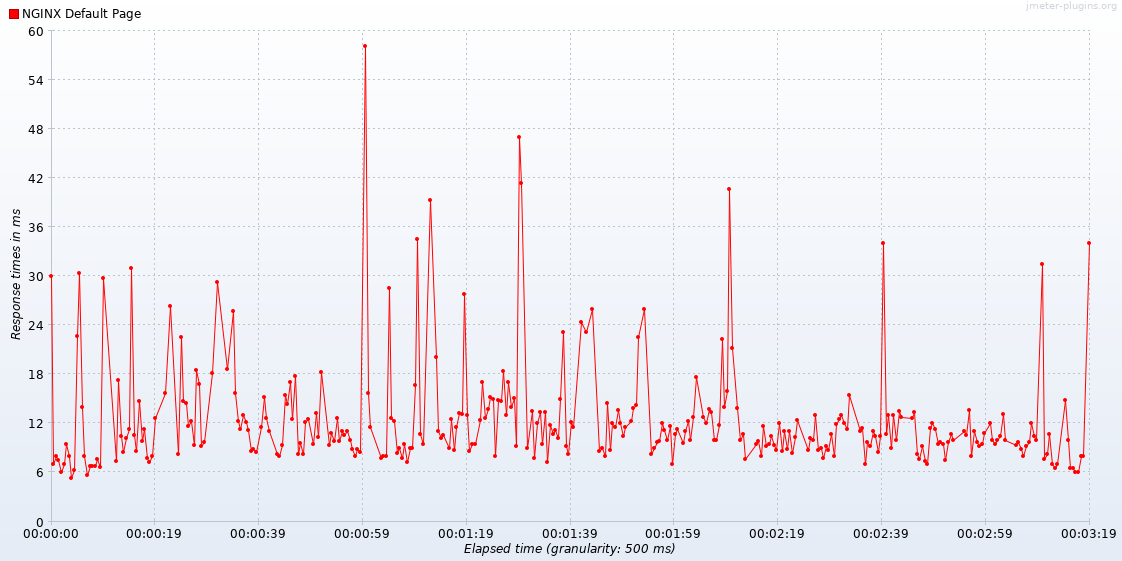 jmeter-plugins.org
NGINX Default Page
60
54
48
42
36
30
24
18
12
6
0
Response times in ms
00:00:00 00:00:19 00:00:39 00:00:59 00:01:19 00:01:39 00:01:59 00:02:19 00:02:39 00:02:59 00:03:19
Elapsed time (granularity: 500 ms)